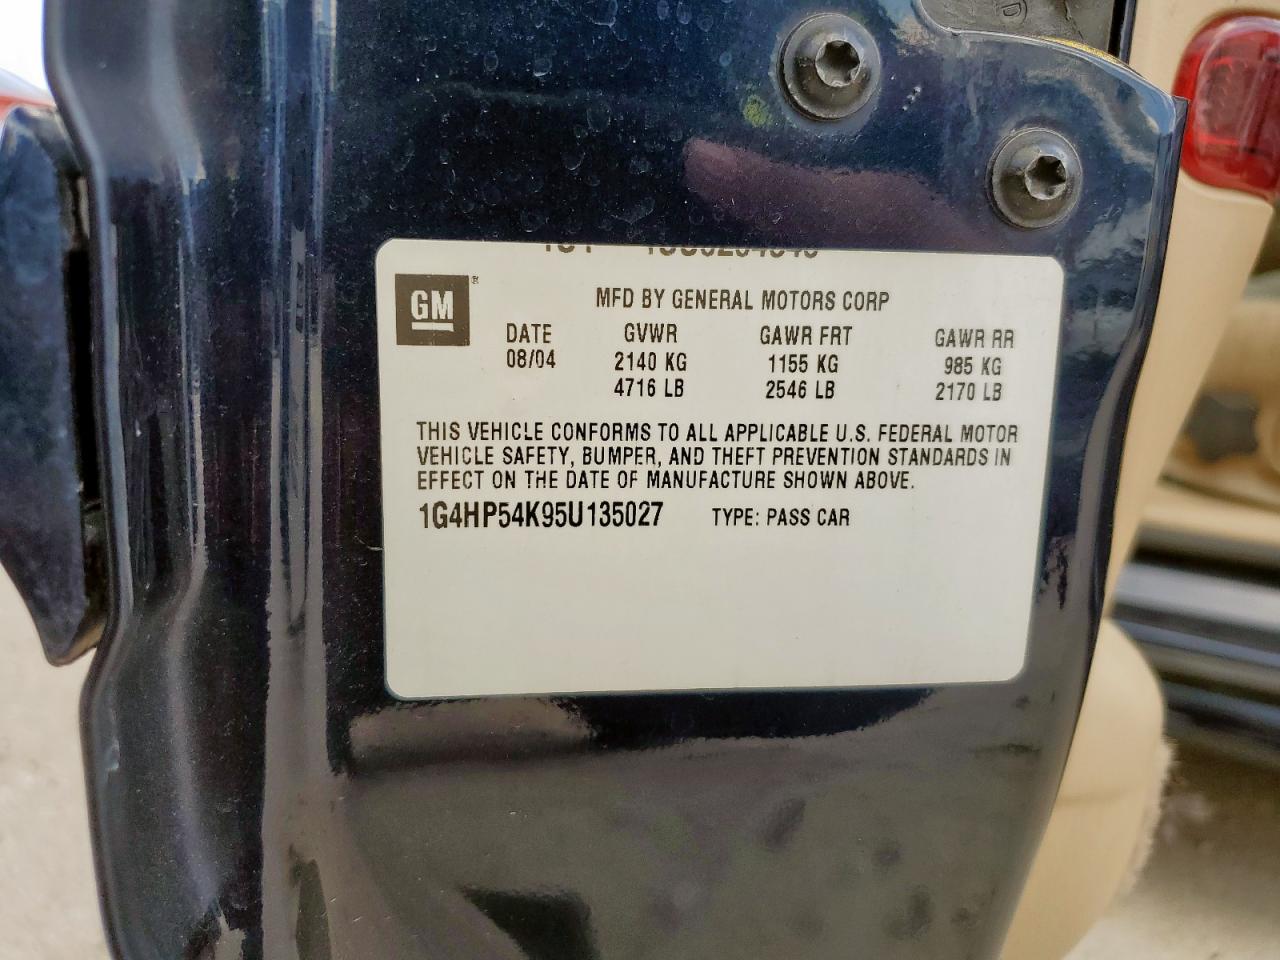 GM
MFD BY GENERAL MOTORS CORP
DATE GVWR GAWR FRT GAWR RR
08/04 2140 KG 1155 KG 985 KG
4716 LB 2546 LB 2170 LB
THIS VEHICLE CONFORMS TO ALL APPLICABLE U.S. FEDERAL MOTOR
VEHICLE SAFETY, BUMPER, AND THEFT PREVENTION STANDARDS IN
EFFECT ON THE DATE OF MANUFACTURE SHOWN ABOVE.
1G4HP54K95U135027 TYPE: PASS CAR